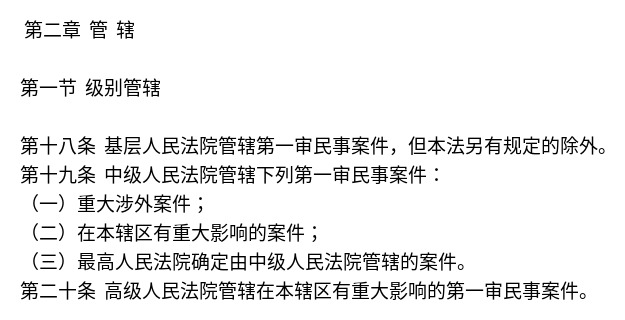 第二章 管 辖
第一节 级别管辖
第十八条 基层人民法院管辖第一审民事案件，但本法另有规定的除外。
第十九条 中级人民法院管辖下列第一审民事案件：
（一）重大涉外案件；
（二）在本辖区有重大影响的案件；
（三）最高人民法院确定由中级人民法院管辖的案件。
第二十条 高级人民法院管辖在本辖区有重大影响的第一审民事案件。